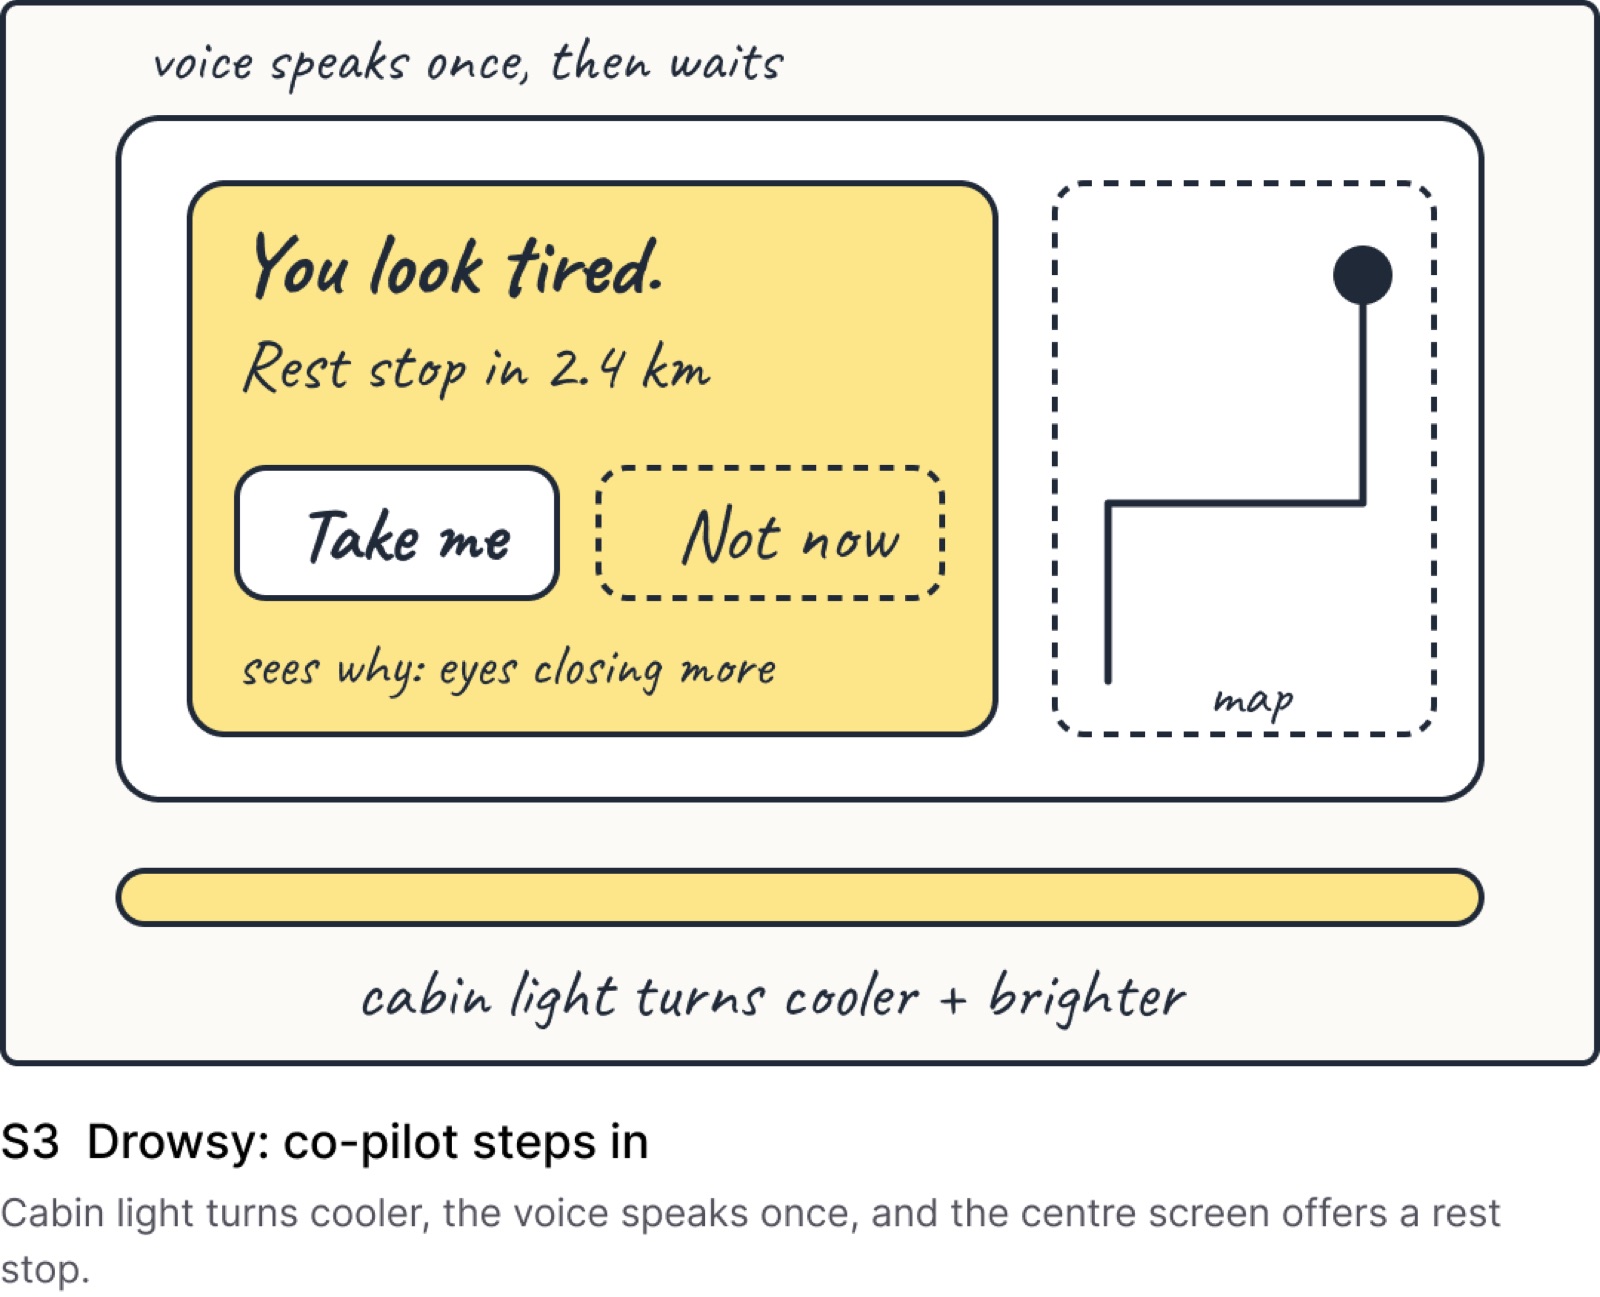 voice speaks once, then waits
You look tired.
Rest stop in 2.4 km
Take me
Not now
sees why: eyes closing more
map
cabin light turns cooler + brighter
S3 Drowsy: co-pilot steps in
Cabin light turns cooler, the voice speaks once, and the centre screen offers a rest
stop.